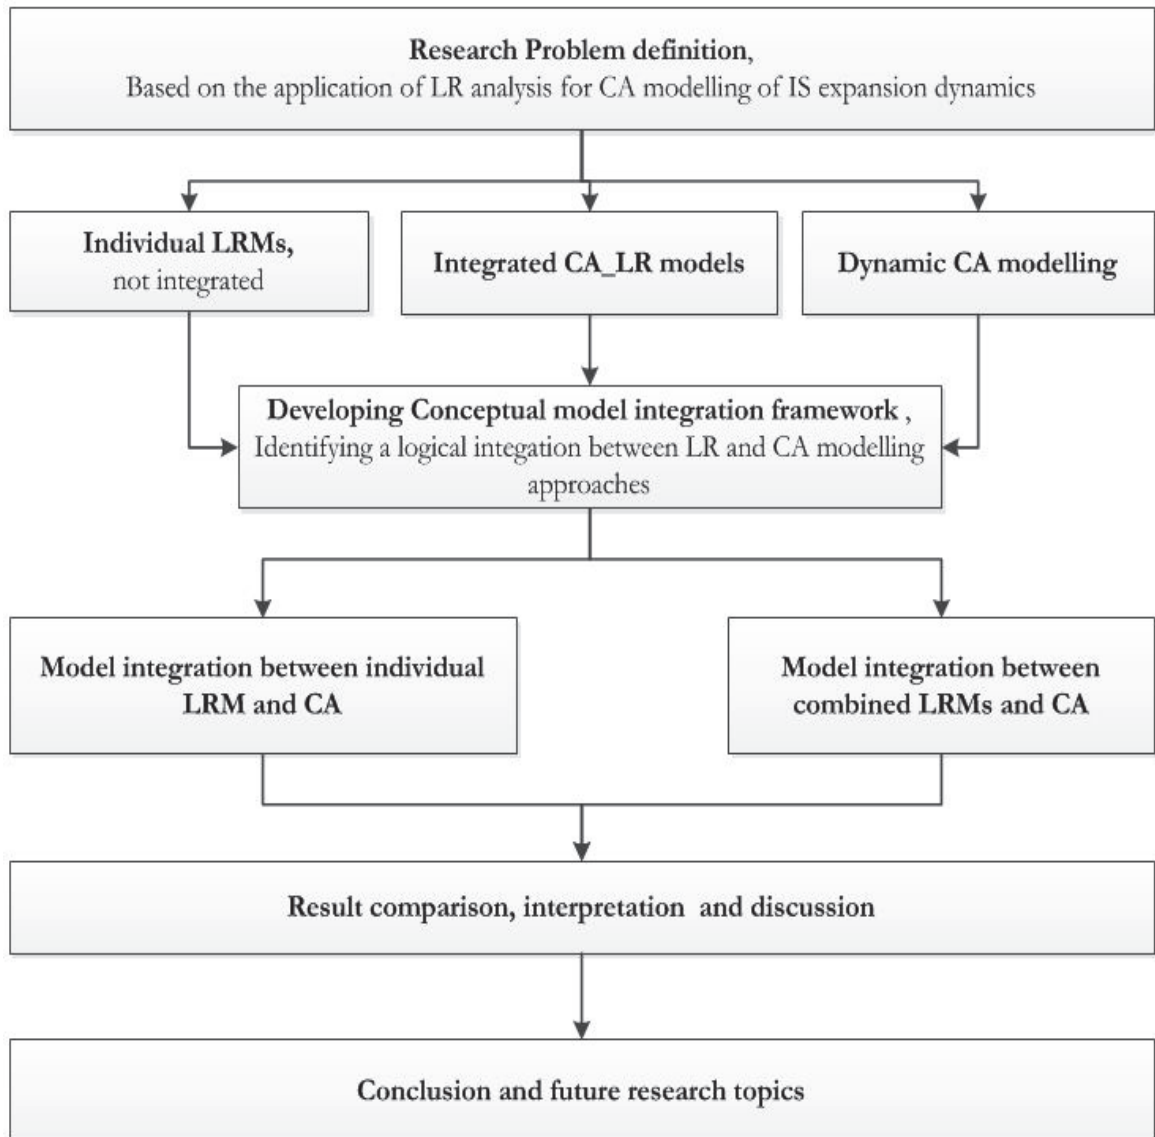 Research Problem definition,
Based on the application of LR analysis for CA modelling of IS expansion dynamics
Individual LRMs,
not integrated
Integrated CA_LR models
Dynamic CA modelling
Developing Conceptual model integration framework ,
Identifying a logical integation between LR and CA modelling
approaches
Model integration between individual
LRM and CA
Model integration between
combined LRMs and CA
Result comparison, interpretation and discussion
Conclusion and future research topics